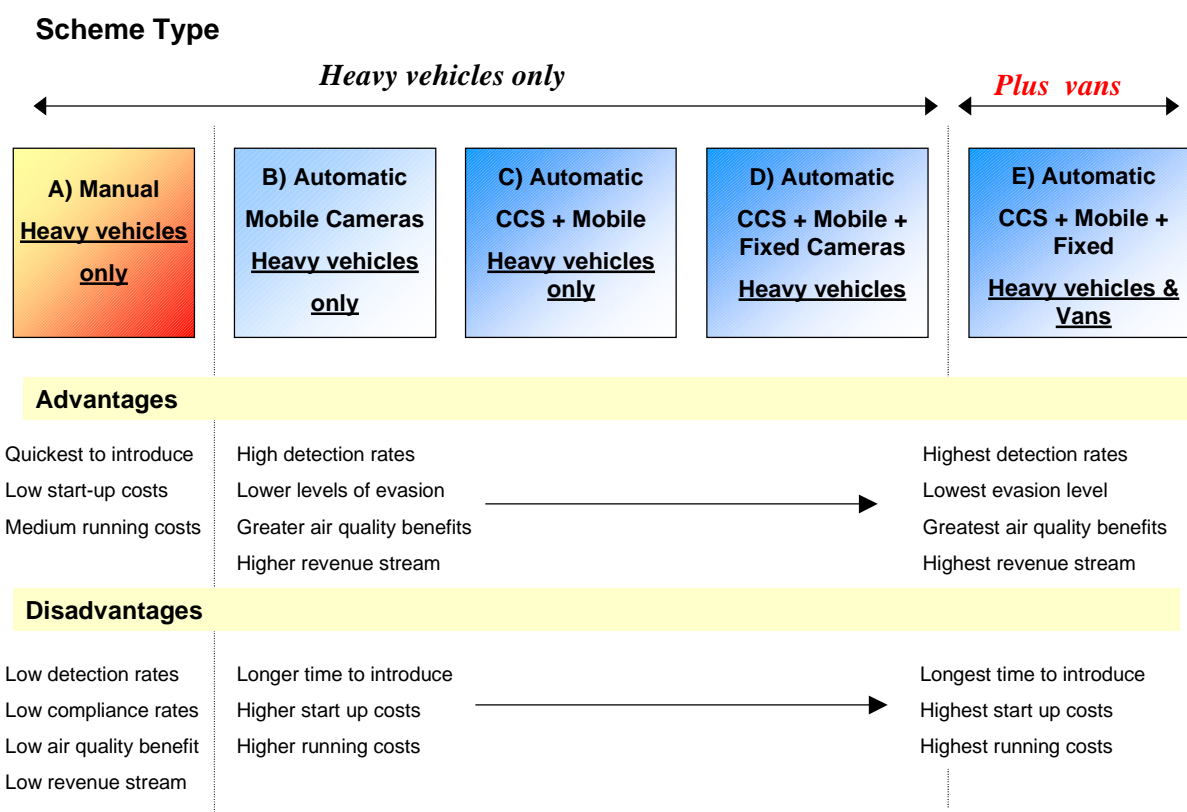 Scheme Type
Heavy vehicles only
Plus vans
A) Manual
Heavy vehicles
only
B) Automatic
Mobile Cameras
Heavy vehicles
only
C) Automatic
CCS + Mobile
Heavy vehicles
only
D) Automatic
CCS + Mobile +
Fixed Cameras
Heavy vehicles
E) Automatic
CCS + Mobile +
Fixed
Heavy vehicles &
Vans
Advantages
Quickest to introduce
Low start-up costs
Medium running costs
High detection rates
Lower levels of evasion
Greater air quality benefits
Higher revenue stream
Highest detection rates
Lowest evasion level
Greatest air quality benefits
Highest revenue stream
Disadvantages
Low detection rates
Low compliance rates
Low air quality benefit
Low revenue stream
Longer time to introduce
Higher start up costs
Higher running costs
Longest time to introduce
Highest start up costs
Highest running costs